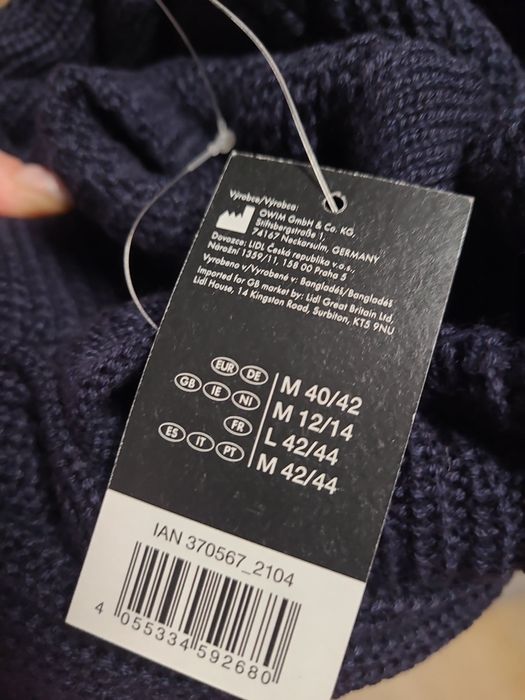 Výrobce/Výrobca:
OWIM GmbH & Co. KG,
Stiftsbergstraße 1,
74167 Neckarsulm, GERMANY
Dovozce: LIDL Česká republika v.o.s.,
Nárožní 1359/11, 158 00 Praha 5
Vyrobeno v/Vyrobené v: Bangladéš/Bangladéš
Imported for GB market by: Lidl Great Britain Ltd,
Lidl House, 14 Kingston Road, Surbiton, KT5 9NU
EUR DE M 40/42
GB IE NI M 12/14
FR L 42/44
ES IT PT M 42/44
IAN 370567_2104
4 055334 592680